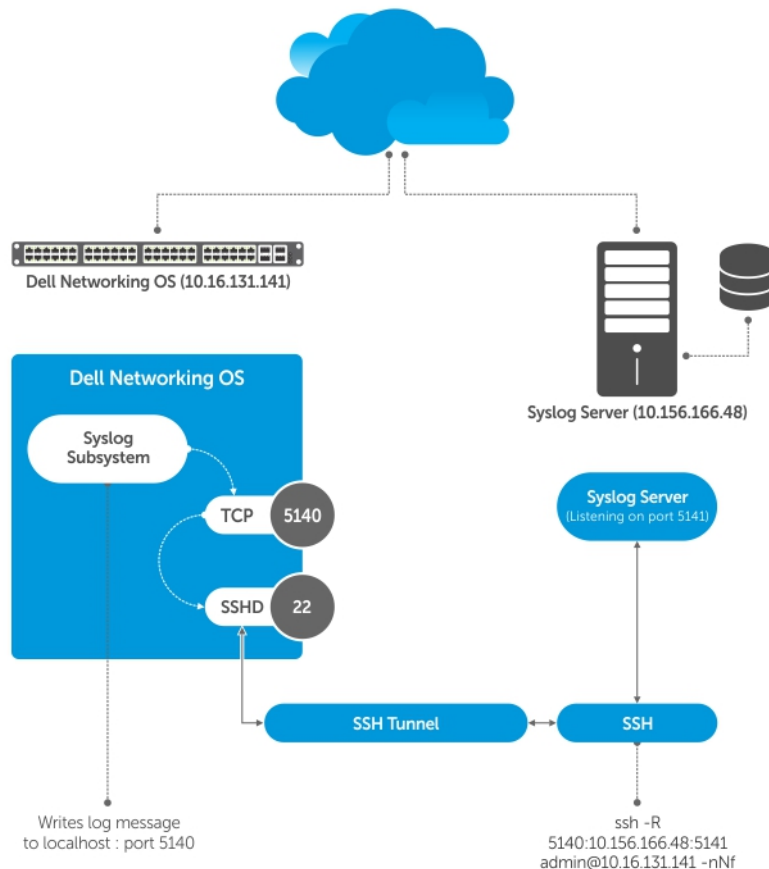 Dell Networking OS (10.16.131.141)
Syslog Server (10.156.166.48)
Dell Networking OS
Syslog
Subsystem
TCP
5140
SSHD
22
Syslog Server
(Listening on port 5141)
SSH Tunnel
SSH
Writes log message
to localhost : port 5140
ssh -R
5140:10.156.166.48:5141
admin@10.16.131.141 -nNf